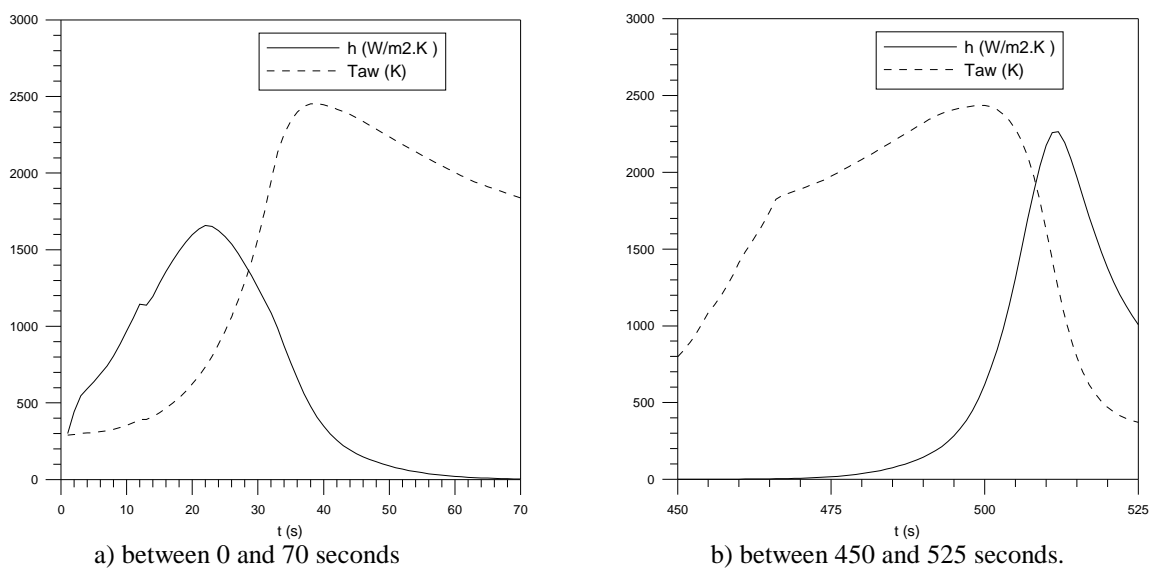 3000
2500
2000
1500
1000
500
0
0 10 20 30 40 50 60 70
t (s)
h (W/m2.K )
Taw (K)
a) between 0 and 70 seconds
3000
2500
2000
1500
1000
500
0
450 475 500 525
t (s)
h (W/m2.K )
Taw (K)
b) between 450 and 525 seconds.